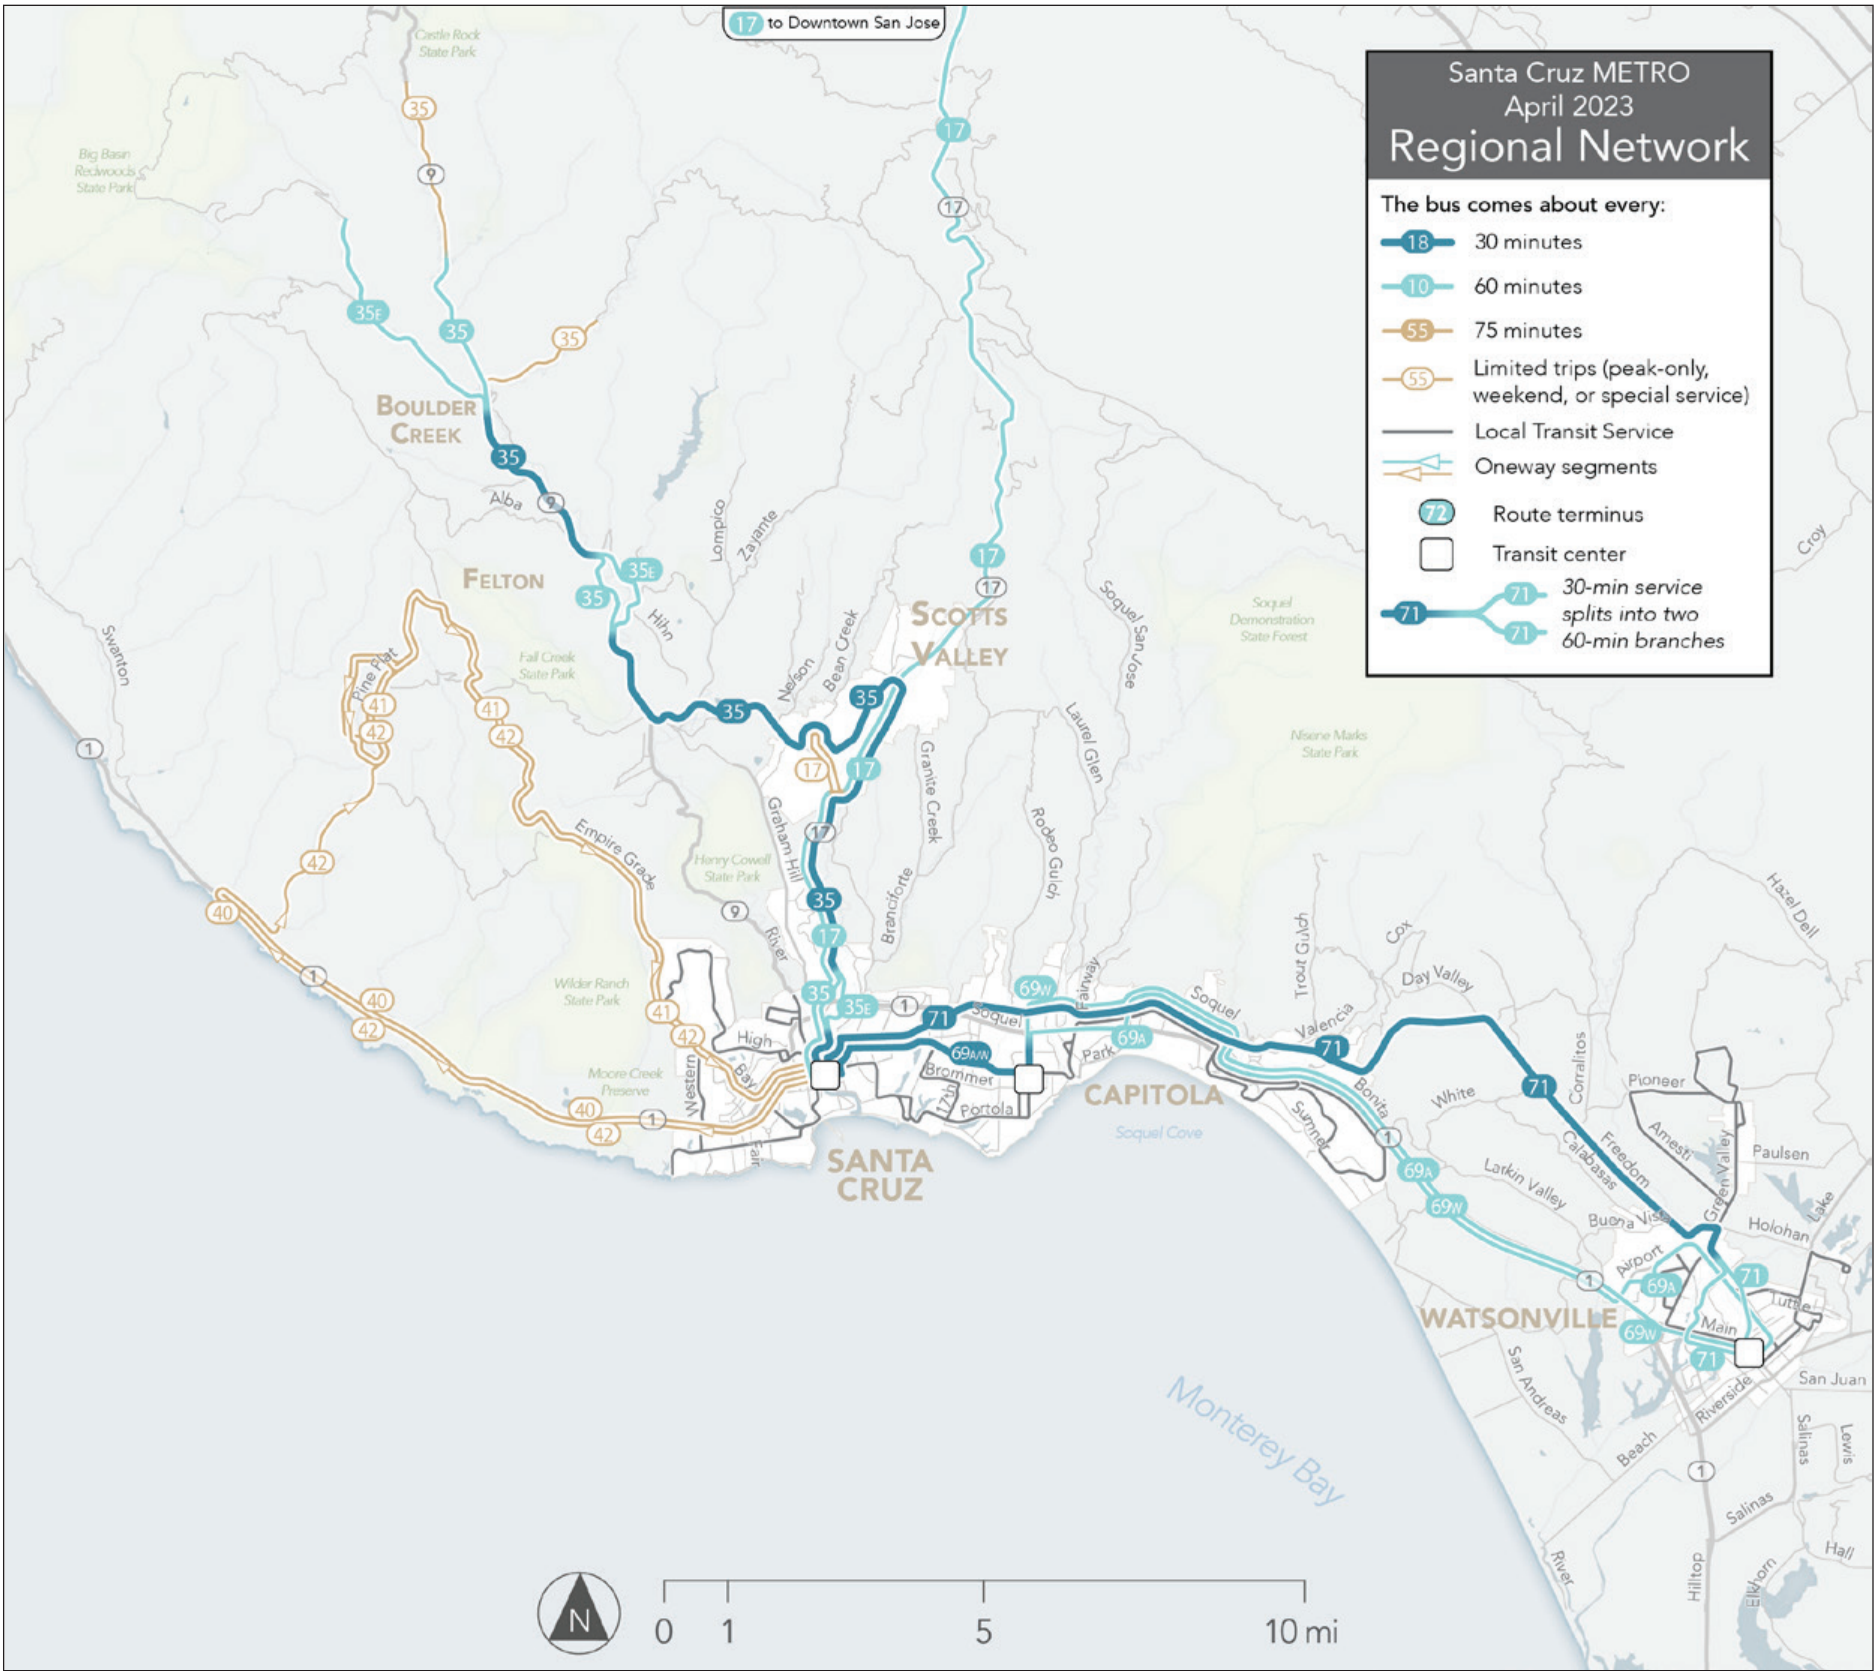 17 to Downtown San Jose
Castle Rock
State Park
35
9
17
17
Big Basin
Redwoods
State Park
Santa Cruz METRO
April 2023
Regional Network
The bus comes about every:
18 30 minutes
10 60 minutes
55 75 minutes
55 Limited trips (peak-only,
weekend, or special service)
Local Transit Service
Oneway segments
72 Route terminus
Transit center
71 71 71 30-min service
splits into two
60-min branches
35E
35
35
BOULDER
CREEK
35
Alba
9
Lompico
Zayante
17
17
Croy
FELTON
35E
35
Hihn
SCOTTS
VALLEY
Soquel San Jose
Soquel
Demonstration
State Forest
Swanton
Fall Creek
State Park
Pine Flat
Nelson
Bean Creek
41
42
41
42
35
35
17
17
Granite Creek
Laurel Glen
Nisene Marks
State Park
1
Graham Hill
17
Rodeo Gulch
Empire Grade
Henry Cowell
State Park
42
40
35
17
9
River
Branciforte
Hazel Dell
Trout Gulch
Cox
Day Valley
Fairway
1
40
42
Wilder Ranch
State Park
41
42
35
35E
1
71
Soquel
69W
Soquel
Valencia
71
High
69A/W
69A
Park
Brommer
17th
Portola
Bay
Western
Moore Creek
Preserve
40
42
1
Fair
CAPITOLA
Soquel Cove
SANTA
CRUZ
Bonita
White
71
Corralitos
Pioneer
Summer
1
69A
69W
Larkin Valley
Calabasas
Freedom
Amesti
Green Valley
Paulsen
Buena Vista
Holohan
Lake
Airport
1
69A
71
Tuttle
WATSONVILLE
69W
Main
71
San Andreas
Riverside
San Juan
Beach
Salinas
Lewis
Monterey Bay
1
Salinas
Hall
River
Hilltop
Elkhorn
N
0 1 5 10 mi